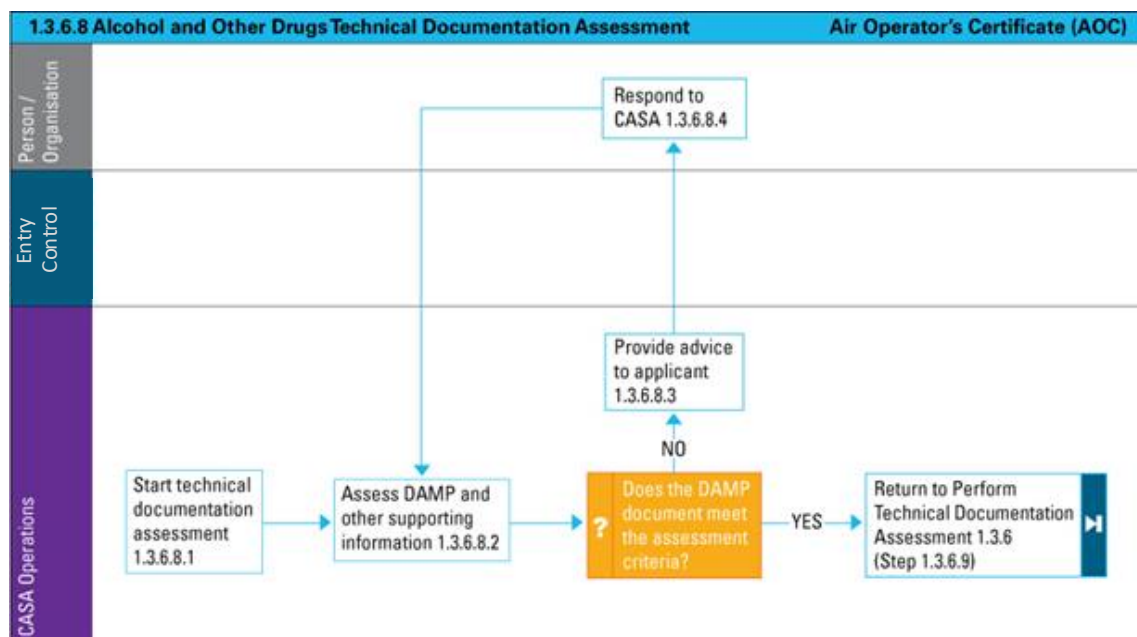 1.3.6.8 Alcohol and Other Drugs Technical Documentation Assessment
Air Operator's Certificate (AOC)
Person /
Organisation
Respond to
CASA 1.3.6.8.4
Entry
Control
Provide advice
to applicant
1.3.6.8.3
NO
CASA Operations
Start technical
documentation
assessment
1.3.6.8.1
Assess DAMP and
other supporting
information 1.3.6.8.2
?
Does the DAMP
document meet
the assessment
criteria?
YES
Return to Perform
Technical Documentation
Assessment 1.3.6
(Step 1.3.6.9)